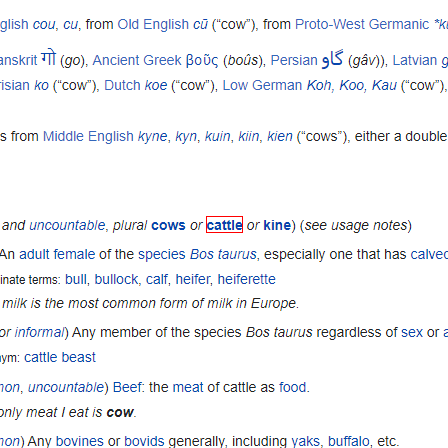 glish cou, cu, from Old English cū (“cow”), from Proto-West Germanic
anskrit गो (go), Ancient Greek βοῦς (boûs), Persian گاو (gâv)), Latvian
isian ko (“cow”), Dutch koe (“cow”), Low German Koh, Koo, Kau (“cow”),
s from Middle English kyne, kyn, kuin, kiin, kien (“cows”), either a double
and uncountable, plural cows or cattle or kine) (see usage notes)
An adult female of the species Bos taurus, especially one that has calved
inate terms: bull, bullock, calf, heifer, heiferette
milk is the most common form of milk in Europe.
or informal) Any member of the species Bos taurus regardless of sex or
nym: cattle beast
mon, uncountable) Beef: the meat of cattle as food.
only meat I eat is cow.
mon) Any bovines or bovids generally, including yaks, buffalo, etc.